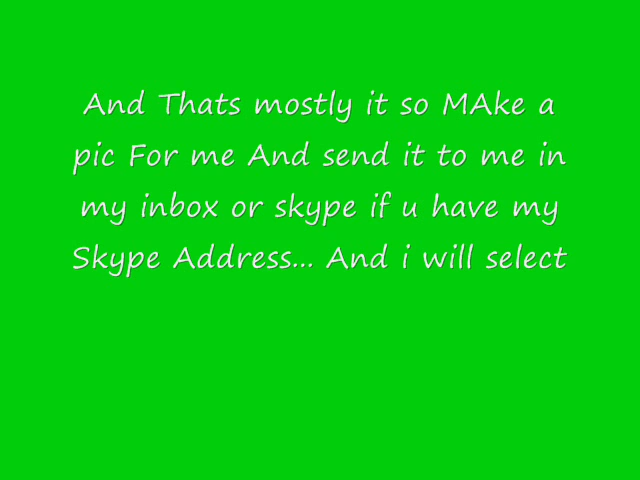 And Thats mostly it so MAke a
pic For me And send it to me in
my inbox or skype if u have my
Skype Address... And i will select